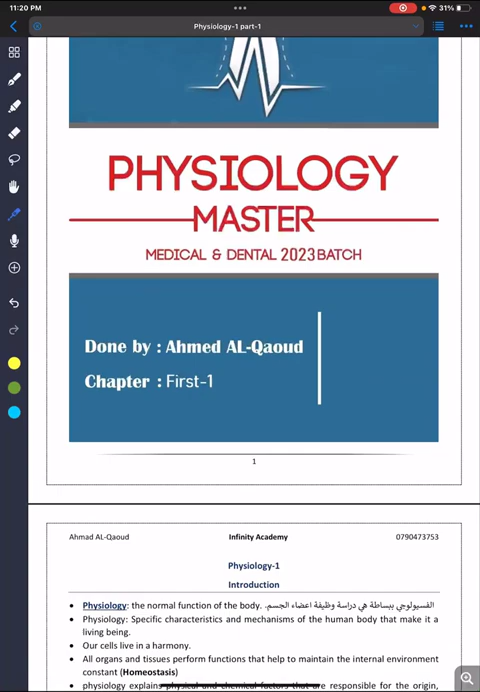 11:20 PM
31%
Physiology-1 part-1
PHYSIOLOGY
MASTER
MEDICAL & DENTAL 2023 BATCH
Done by : Ahmed AL-Qaoud
Chapter : First-1
1
Ahmad AL-Qaoud Infinity Academy 0790473753
Physiology-1
Introduction
• Physiology: the normal function of the body. الفسيولوجي ببساطة هي دراسة وظيفة اعضاء الجسم.
• Physiology: Specific characteristics and mechanisms of the human body that make it a
living being.
• Our cells live in a harmony.
• All organs and tissues perform functions that help to maintain the internal environment
constant (Homeostasis)
• physiology explains physical and chemical factors that are responsible for the origin,